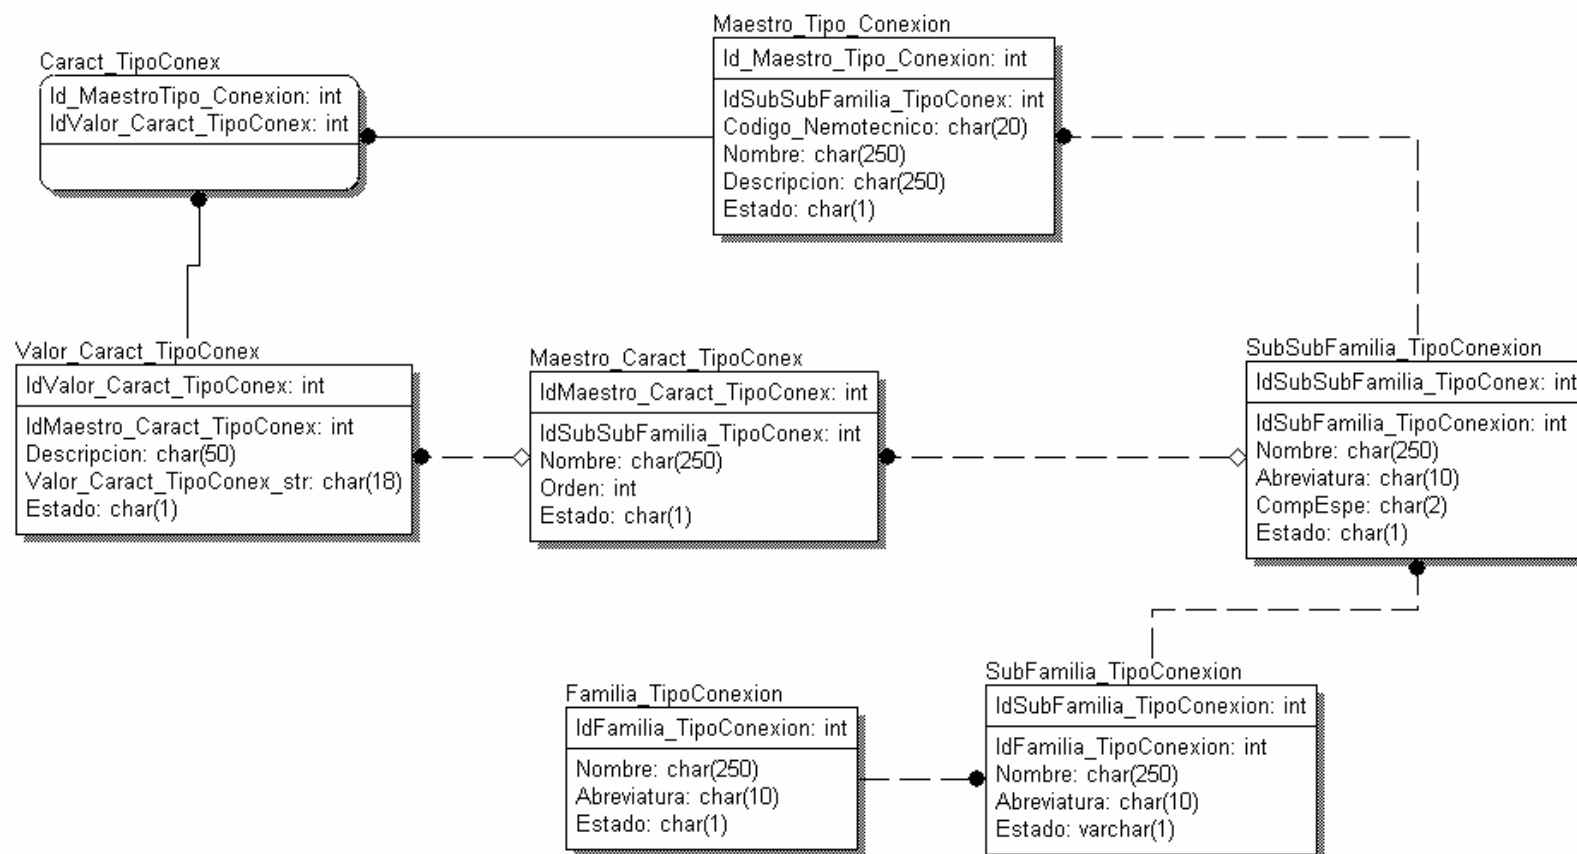 Maestro_Tipo_Conexion
Id_Maestro_Tipo_Conexion: int
IdSubSubFamilia_TipoConex: int
Codigo_Nemotecnico: char(20)
Nombre: char(250)
Descripcion: char(250)
Estado: char(1)
Caract_TipoConex
Id_MaestroTipo_Conexion: int
IdValor_Caract_TipoConex: int
Valor_Caract_TipoConex
IdValor_Caract_TipoConex: int
IdMaestro_Caract_TipoConex: int
Descripcion: char(50)
Valor_Caract_TipoConex_str: char(18)
Estado: char(1)
Maestro_Caract_TipoConex
IdMaestro_Caract_TipoConex: int
IdSubSubFamilia_TipoConex: int
Nombre: char(250)
Orden: int
Estado: char(1)
SubSubFamilia_TipoConexion
IdSubSubFamilia_TipoConex: int
IdSubFamilia_TipoConexion: int
Nombre: char(250)
Abreviatura: char(10)
CompEspe: char(2)
Estado: char(1)
Familia_TipoConexion
IdFamilia_TipoConexion: int
Nombre: char(250)
Abreviatura: char(10)
Estado: char(1)
SubFamilia_TipoConexion
IdSubFamilia_TipoConexion: int
IdFamilia_TipoConexion: int
Nombre: char(250)
Abreviatura: char(10)
Estado: varchar(1)